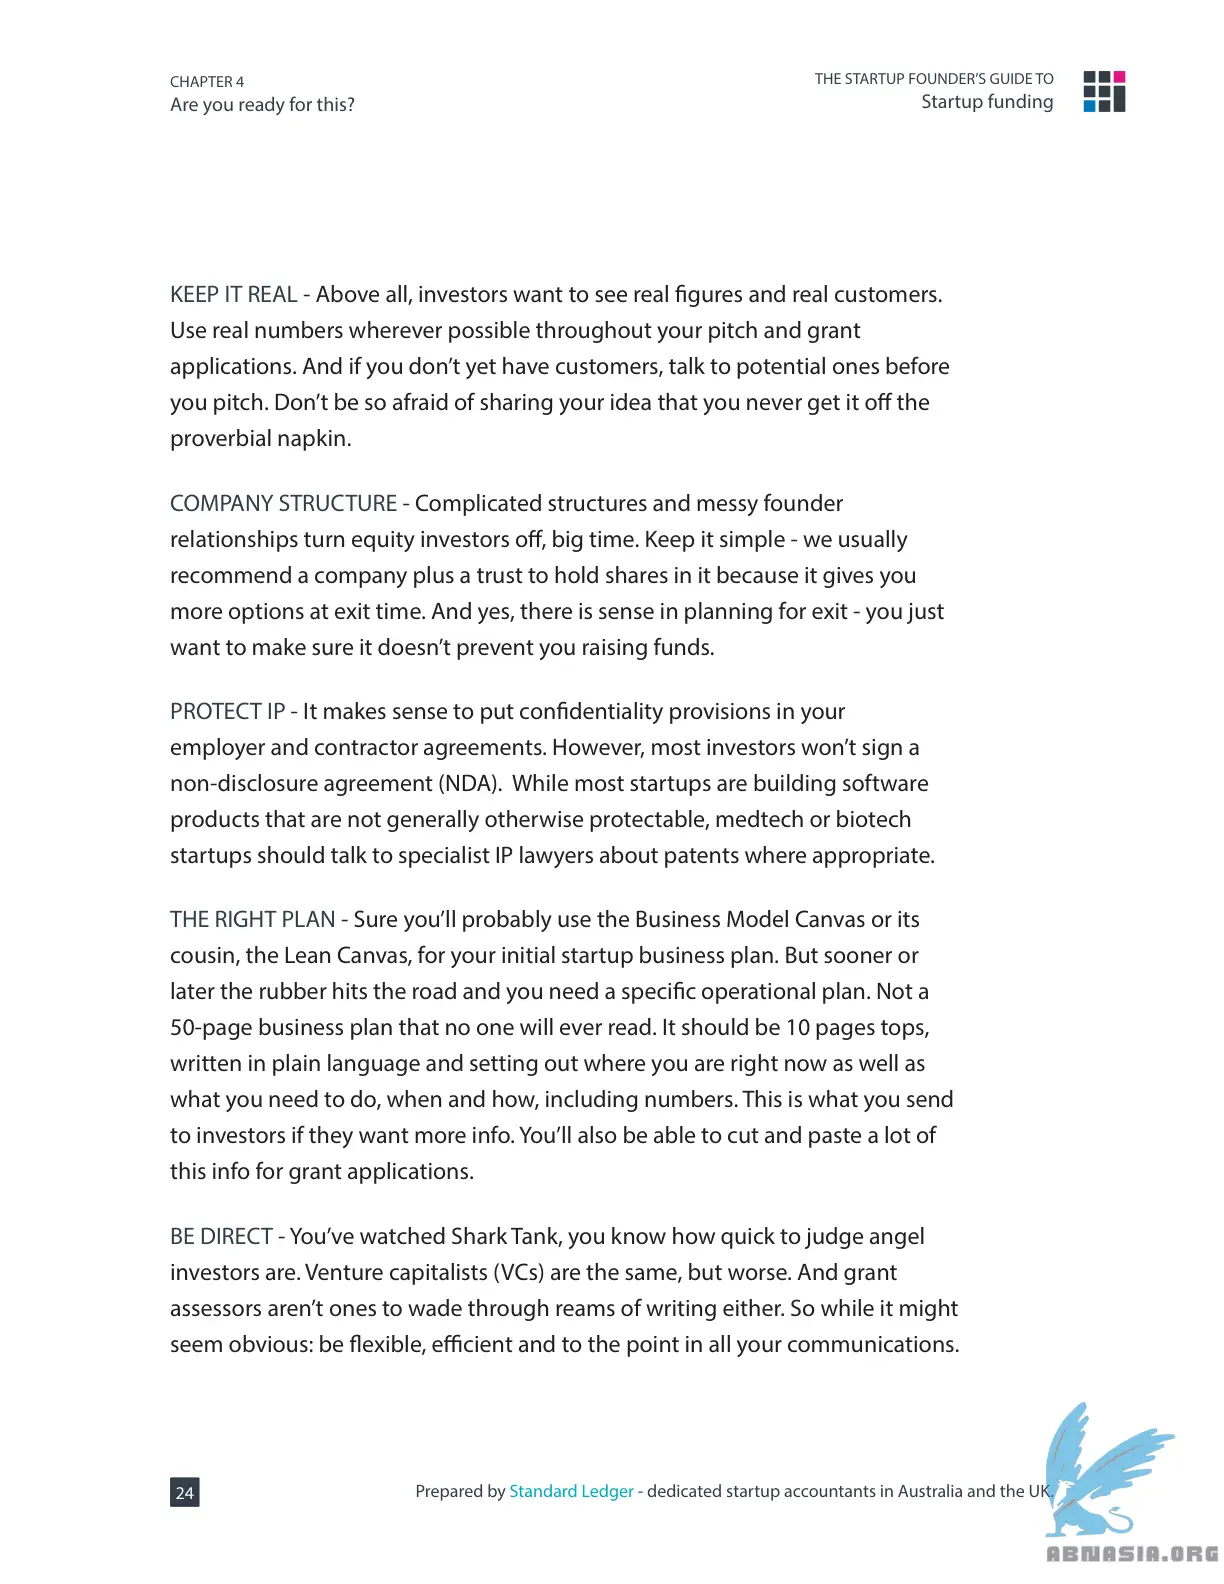 CHAPTER 4
Are you ready for this?
THE STARTUP FOUNDER’S GUIDE TO
Startup funding
KEEP IT REAL - Above all, investors want to see real figures and real customers.
Use real numbers wherever possible throughout your pitch and grant
applications. And if you don’t yet have customers, talk to potential ones before
you pitch. Don’t be so afraid of sharing your idea that you never get it off the
proverbial napkin.
COMPANY STRUCTURE - Complicated structures and messy founder
relationships turn equity investors off, big time. Keep it simple - we usually
recommend a company plus a trust to hold shares in it because it gives you
more options at exit time. And yes, there is sense in planning for exit - you just
want to make sure it doesn’t prevent you raising funds.
PROTECT IP - It makes sense to put confidentiality provisions in your
employer and contractor agreements. However, most investors won’t sign a
non-disclosure agreement (NDA).  While most startups are building software
products that are not generally otherwise protectable, medtech or biotech
startups should talk to specialist IP lawyers about patents where appropriate.
THE RIGHT PLAN - Sure you’ll probably use the Business Model Canvas or its
cousin, the Lean Canvas, for your initial startup business plan. But sooner or
later the rubber hits the road and you need a specific operational plan. Not a
50-page business plan that no one will ever read. It should be 10 pages tops,
written in plain language and setting out where you are right now as well as
what you need to do, when and how, including numbers. This is what you send
to investors if they want more info. You’ll also be able to cut and paste a lot of
this info for grant applications.
BE DIRECT - You’ve watched Shark Tank, you know how quick to judge angel
investors are. Venture capitalists (VCs) are the same, but worse. And grant
assessors aren’t ones to wade through reams of writing either. So while it might
seem obvious: be flexible, efficient and to the point in all your communications.
24
Prepared by Standard Ledger - dedicated startup accountants in Australia and the UK.
ABNASIA.ORG